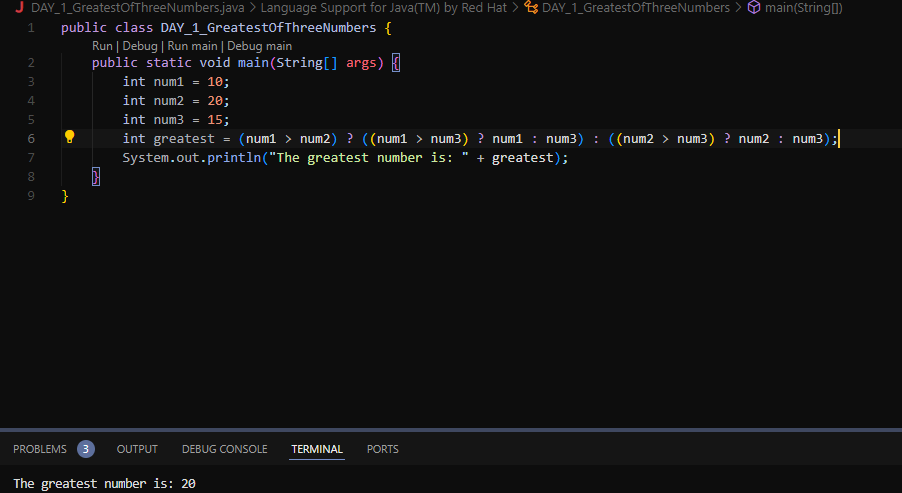 DAY_1_GreatestOfThreeNumbers.java > Language Support for Java(TM) by Red Hat > DAY_1_GreatestOfThreeNumbers > main(String[])
1 public class DAY_1_GreatestOfThreeNumbers {
Run | Debug | Run main | Debug main
2 public static void main(String[] args) {
3 int num1 = 10;
4 int num2 = 20;
5 int num3 = 15;
6 int greatest = (num1 > num2) ? ((num1 > num3) ? num1 : num3) : ((num2 > num3) ? num2 : num3);
7 System.out.println("The greatest number is: " + greatest);
8 }
9 }
PROBLEMS 3 OUTPUT DEBUG CONSOLE TERMINAL PORTS
The greatest number is: 20